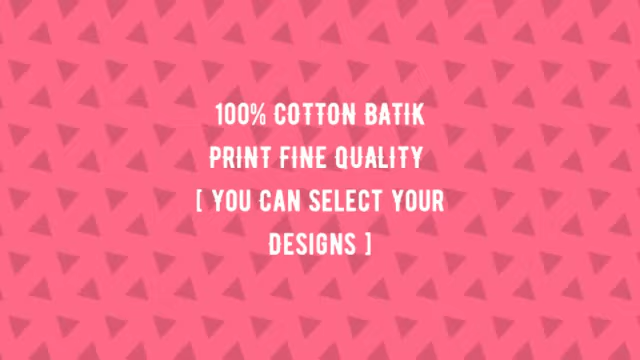 100% COTTON BATIK
PRINT FINE QUALITY
[ YOU CAN SELECT YOUR
DESIGNS ]